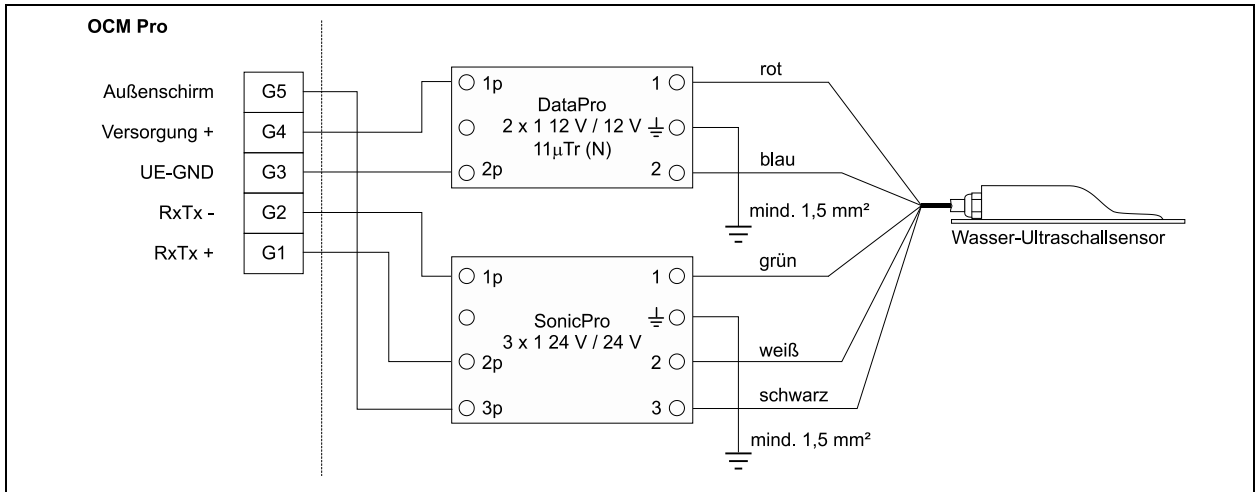 OCM Pro
Außenschirm G5
Versorgung + G4
UE-GND G3
RxTx - G2
RxTx + G1
1p 1
DataPro
2 x 1 12 V / 12 V
11µTr (N)
2p 2
rot
blau
mind. 1,5 mm²
1p 1
SonicPro
3 x 1 24 V / 24 V
2p 2
3p 3
grün
weiß
schwarz
mind. 1,5 mm²
Wasser-Ultraschallsensor